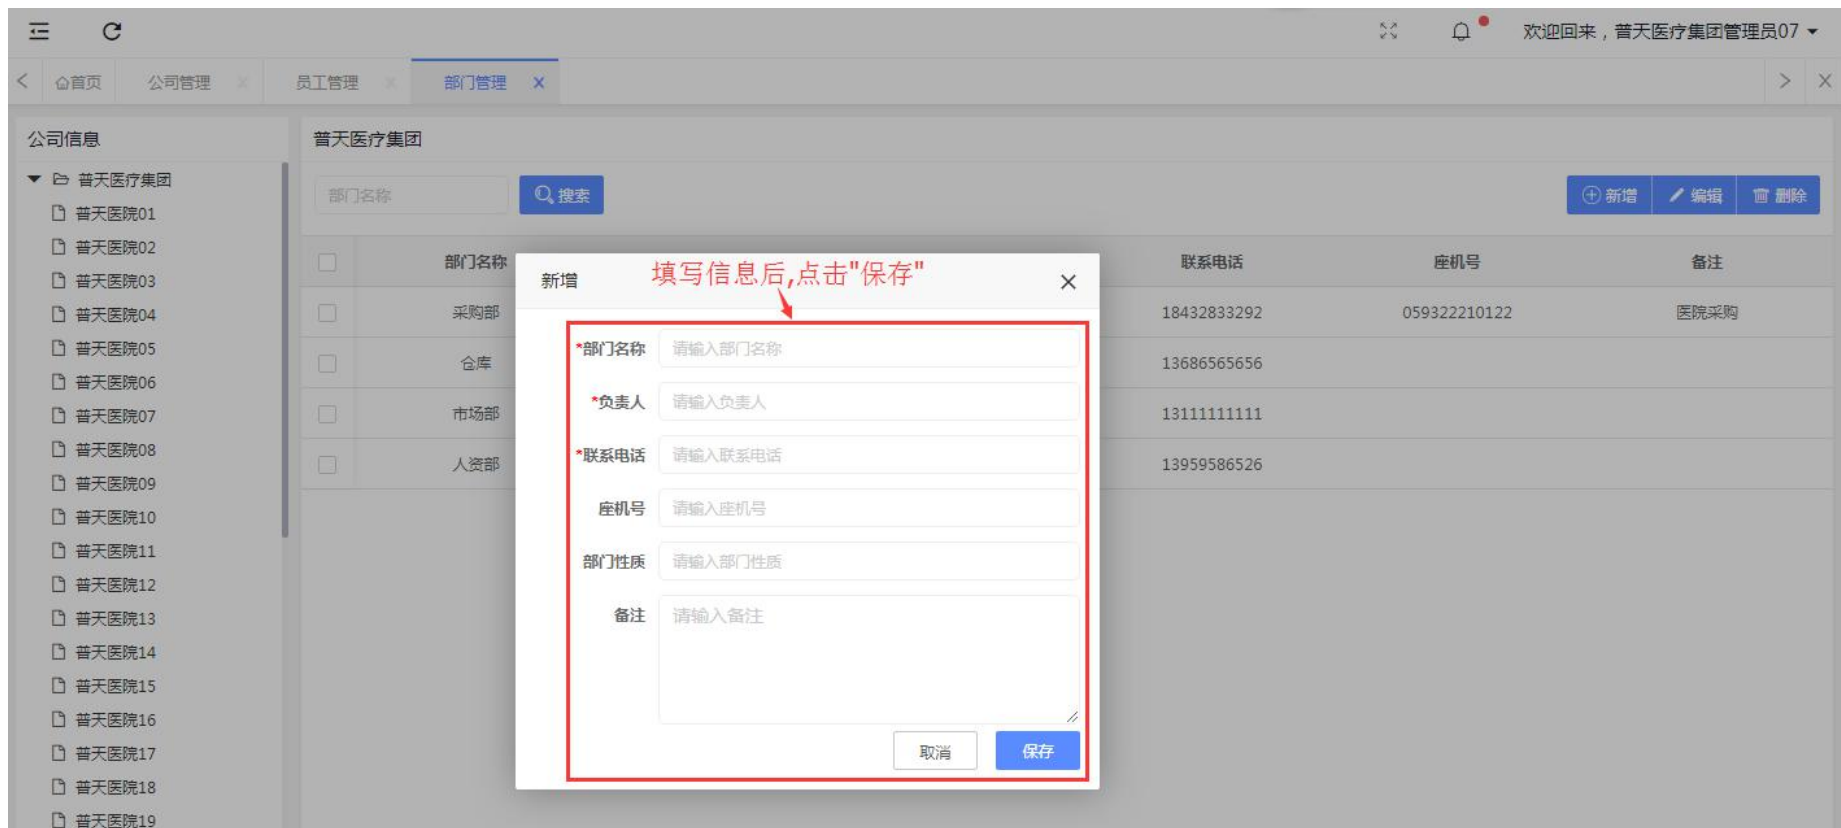 欢迎回来，普天医疗集团管理员07
首页 公司管理 员工管理 部门管理
公司信息
普天医疗集团
普天医院01
普天医院02
普天医院03
普天医院04
普天医院05
普天医院06
普天医院07
普天医院08
普天医院09
普天医院10
普天医院11
普天医院12
普天医院13
普天医院14
普天医院15
普天医院16
普天医院17
普天医院18
普天医院19
普天医疗集团
部门名称 搜索 新增 编辑 删除
部门名称 联系电话 座机号 备注
采购部 18432833292 059322210122 医院采购
仓库 13686565656
市场部 13111111111
人资部 13959586526
新增
填写信息后,点击"保存"
*部门名称 请输入部门名称
*负责人 请输入负责人
*联系电话 请输入联系电话
座机号 请输入座机号
部门性质 请输入部门性质
备注 请输入备注
取消 保存